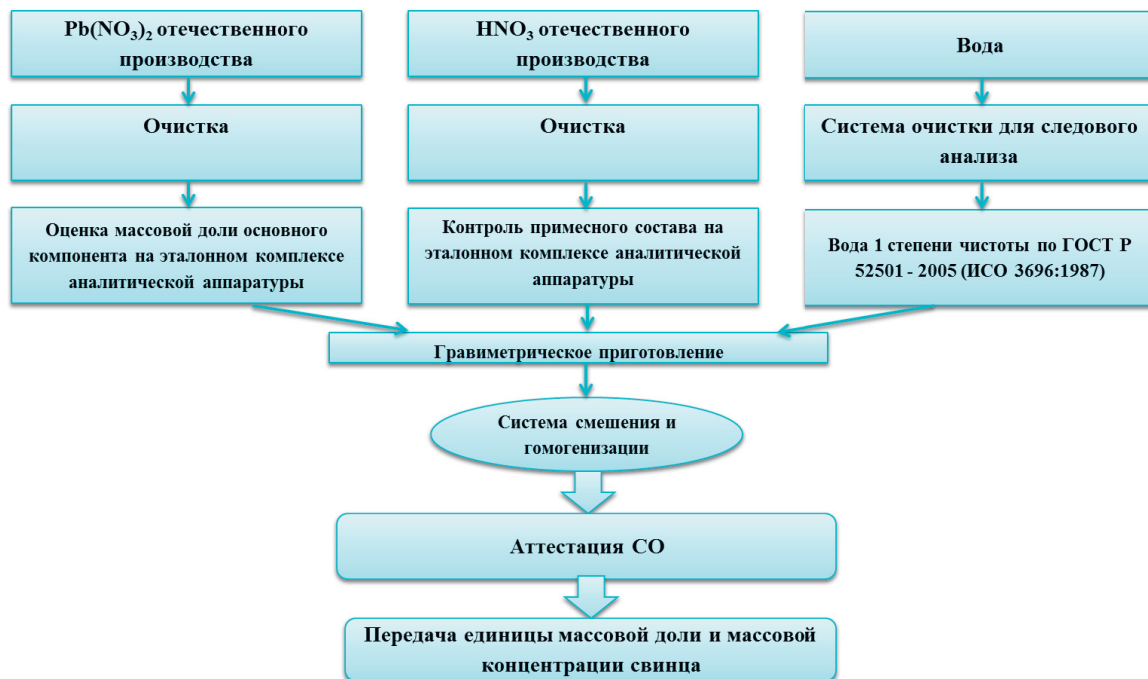 Pb(NO₃)₂ отечественного
производства
HNO₃ отечественного
производства
Вода
Очистка
Очистка
Система очистки для следового
анализа
Оценка массовой доли основного
компонента на эталонном комплексе
аналитической аппаратуры
Контроль примесного состава на
эталонном комплексе аналитической
аппаратуры
Вода 1 степени чистоты по ГОСТ Р
52501 - 2005 (ИСО 3696:1987)
Гравиметрическое приготовление
Система смешения и
гомогенизации
Аттестация СО
Передача единицы массовой доли и массовой
концентрации свинца